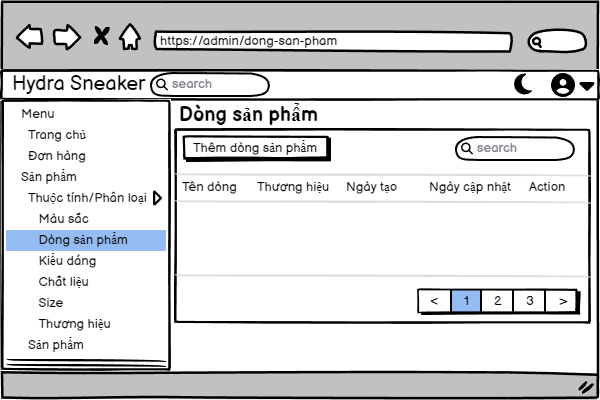 https://admin/dong-san-pham
Hydra Sneaker
search
Menu
Trang chủ
Đơn hàng
Sản phẩm
Thuộc tính/Phân loại
Màu sắc
Dòng sản phẩm
Kiểu dáng
Chất liệu
Size
Thương hiệu
Sản phẩm
Dòng sản phẩm
Thêm dòng sản phẩm
search
Tên dòng Thương hiệu Ngày tạo Ngày cập nhật Action
< 1 2 3 >